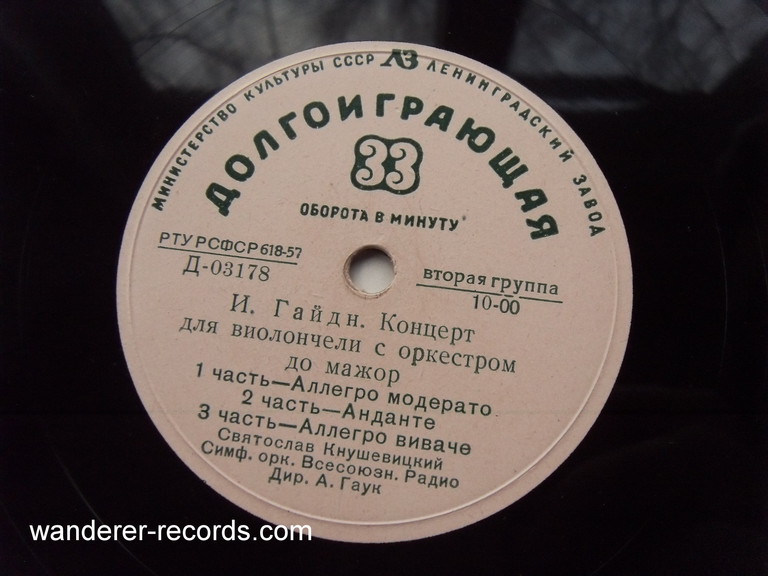 МИНИСТЕРСТВО КУЛЬТУРЫ СССР ЛЗ ЛЕНИНГРАДСКИЙ ЗАВОД
ДОЛГОИГРАЮЩАЯ
33
ОБОРОТА В МИНУТУ
РТУ РСФСР 618-57
Д-03178
вторая группа
10-00
И. Гайдн. Концерт
для виолончели с оркестром
до мажор
1 часть—Аллегро модерато
2 часть—Анданте
3 часть—Аллегро виваче
Святослав Кнушевицкий
Симф. орк. Всесоюзн. Радио
Дир. А. Гаук
wanderer-records.com